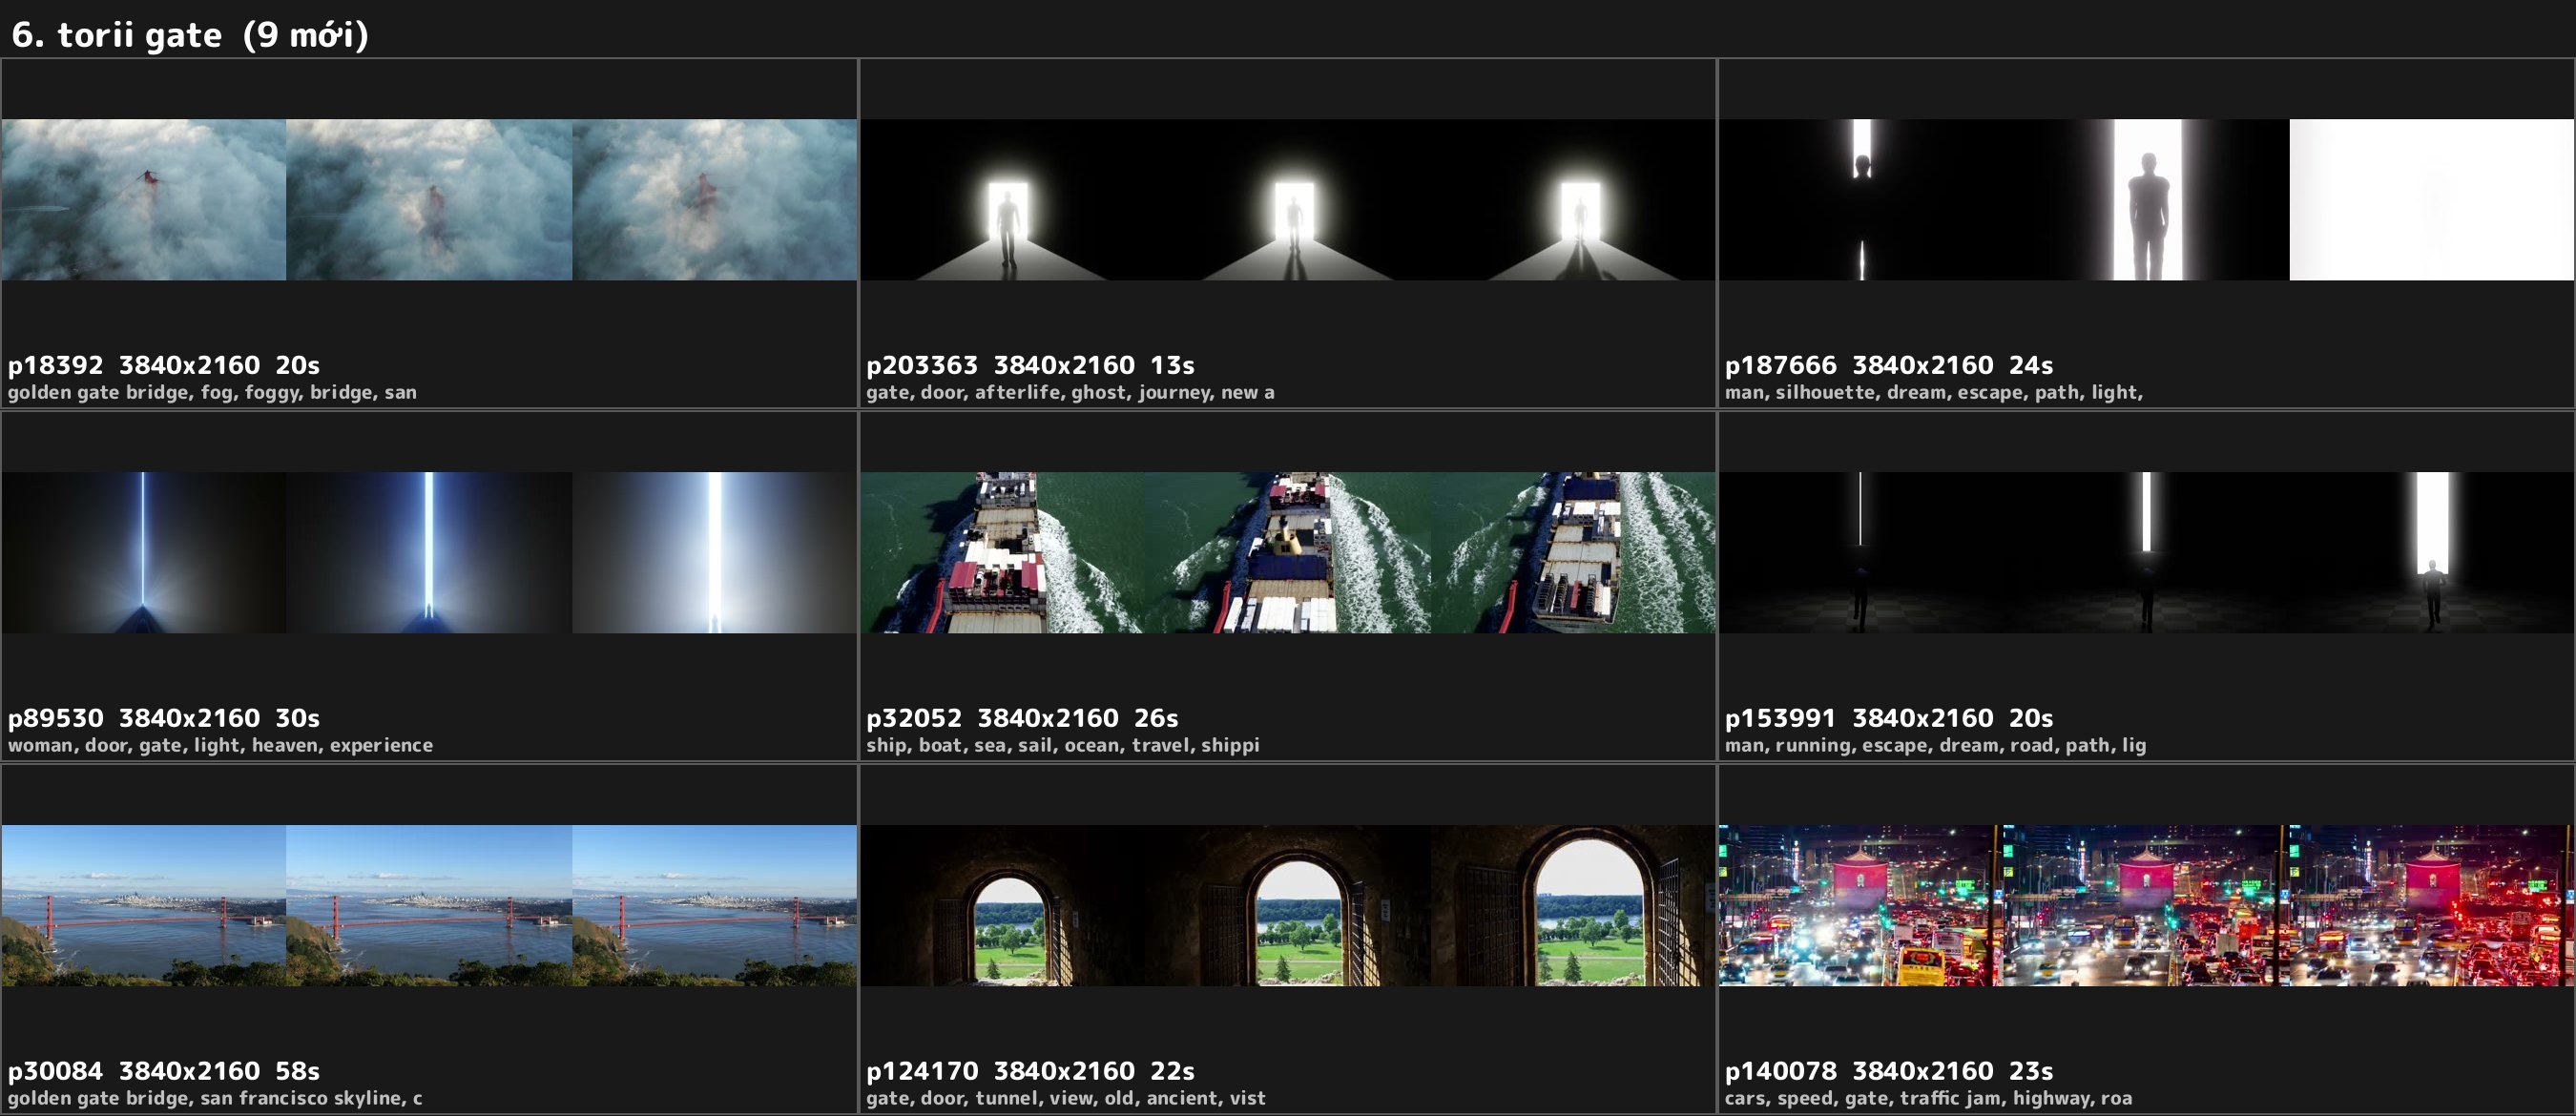 6. torii gate (9 mới)
p18392 3840x2160 20s
golden gate bridge, fog, foggy, bridge, san
p203363 3840x2160 13s
gate, door, afterlife, ghost, journey, new a
p187666 3840x2160 24s
man, silhouette, dream, escape, path, light,
p89530 3840x2160 30s
woman, door, gate, light, heaven, experience
p32052 3840x2160 26s
ship, boat, sea, sail, ocean, travel, shippi
p153991 3840x2160 20s
man, running, escape, dream, road, path, lig
p30084 3840x2160 58s
golden gate bridge, san francisco skyline, c
p124170 3840x2160 22s
gate, door, tunnel, view, old, ancient, vist
p140078 3840x2160 23s
cars, speed, gate, traffic jam, highway, roa